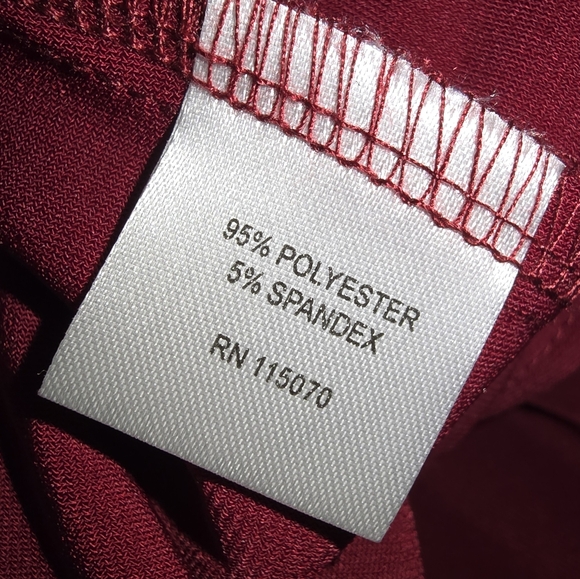 95% POLYESTER
5% SPANDEX
RN 115070